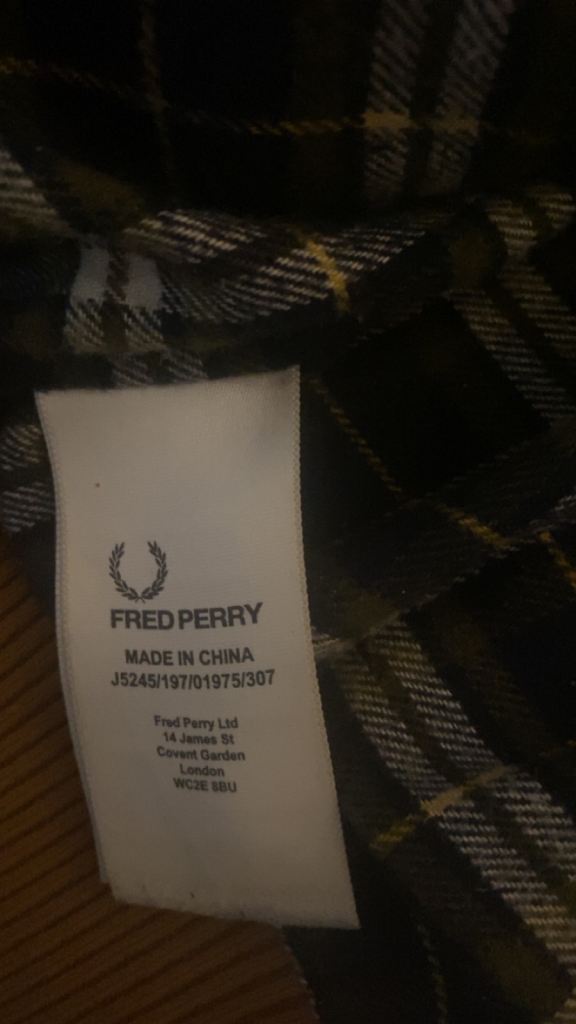 FRED PERRY
MADE IN CHINA
J5245/197/01975/307
Fred Perry Ltd
14 James St
Covent Garden
London
WC2E 8BU